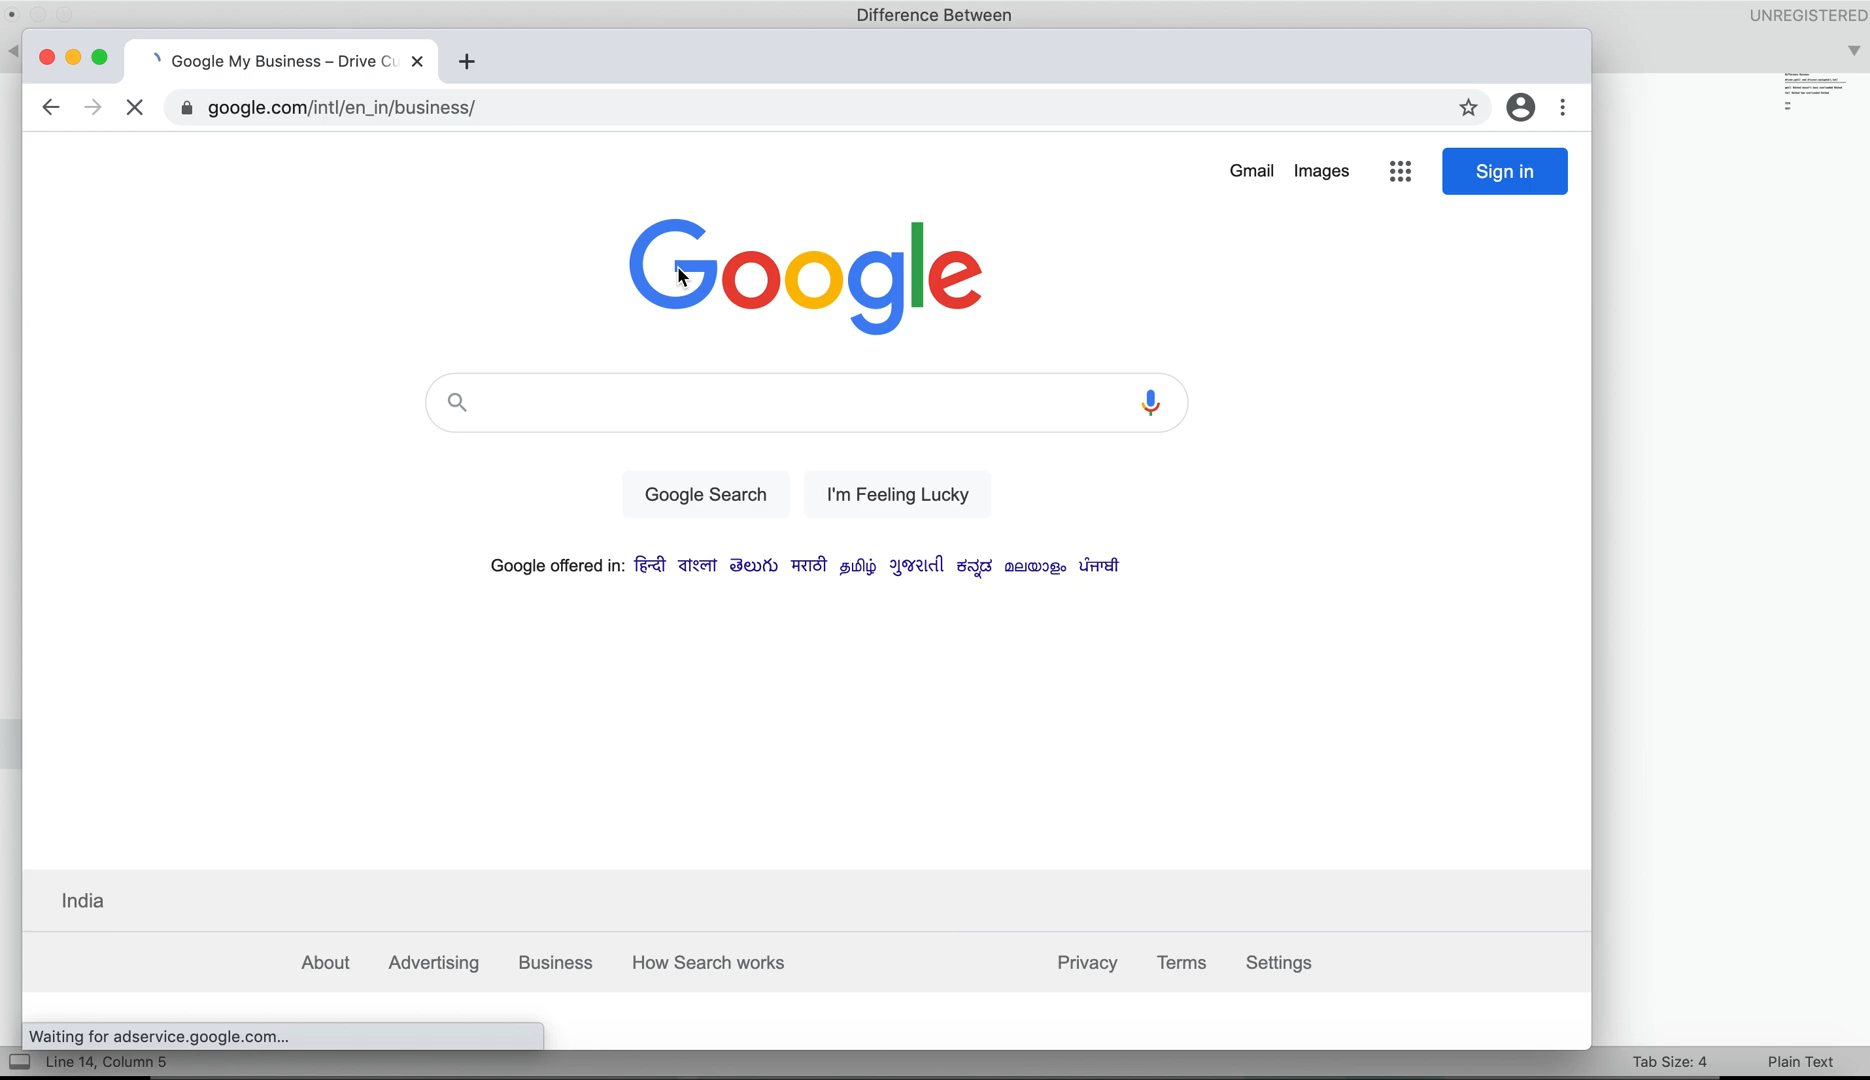 Difference Between
UNREGISTERED
Google My Business – Drive Cu
google.com/intl/en_in/business/
Gmail Images Sign in
Google
Google Search I'm Feeling Lucky
Google offered in: हिन्दी বাংলা తెలుగు मराठी தமிழ் ગુજરાતી ಕನ್ನಡ മലയാളം ਪੰਜਾਬੀ
India
About Advertising Business How Search works Privacy Terms Settings
Waiting for adservice.google.com...
Line 14, Column 5 Tab Size: 4 Plain Text